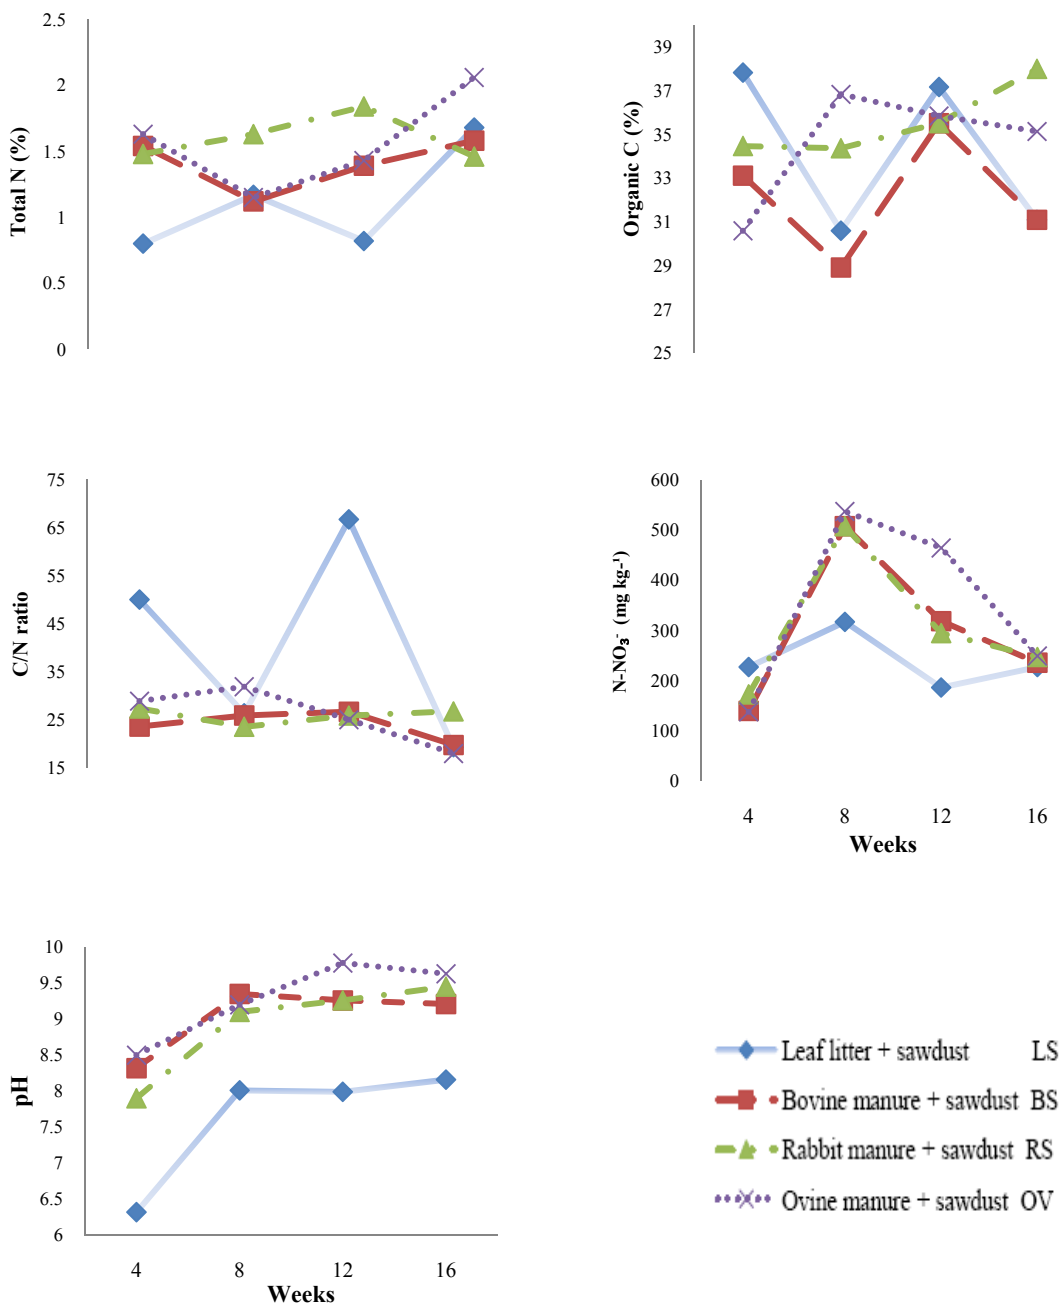 Total N (%)
2.5
2
1.5
1
0.5
0
Organic C (%)
39
37
35
33
31
29
27
25
C/N ratio
75
65
55
45
35
25
15
N-NO₃⁻ (mg kg-¹)
600
500
400
300
200
100
0
4 8 12 16
Weeks
pH
10
9.5
9
8.5
8
7.5
7
6.5
6
4 8 12 16
Weeks
Leaf litter + sawdust LS
Bovine manure + sawdust BS
Rabbit manure + sawdust RS
Ovine manure + sawdust OV